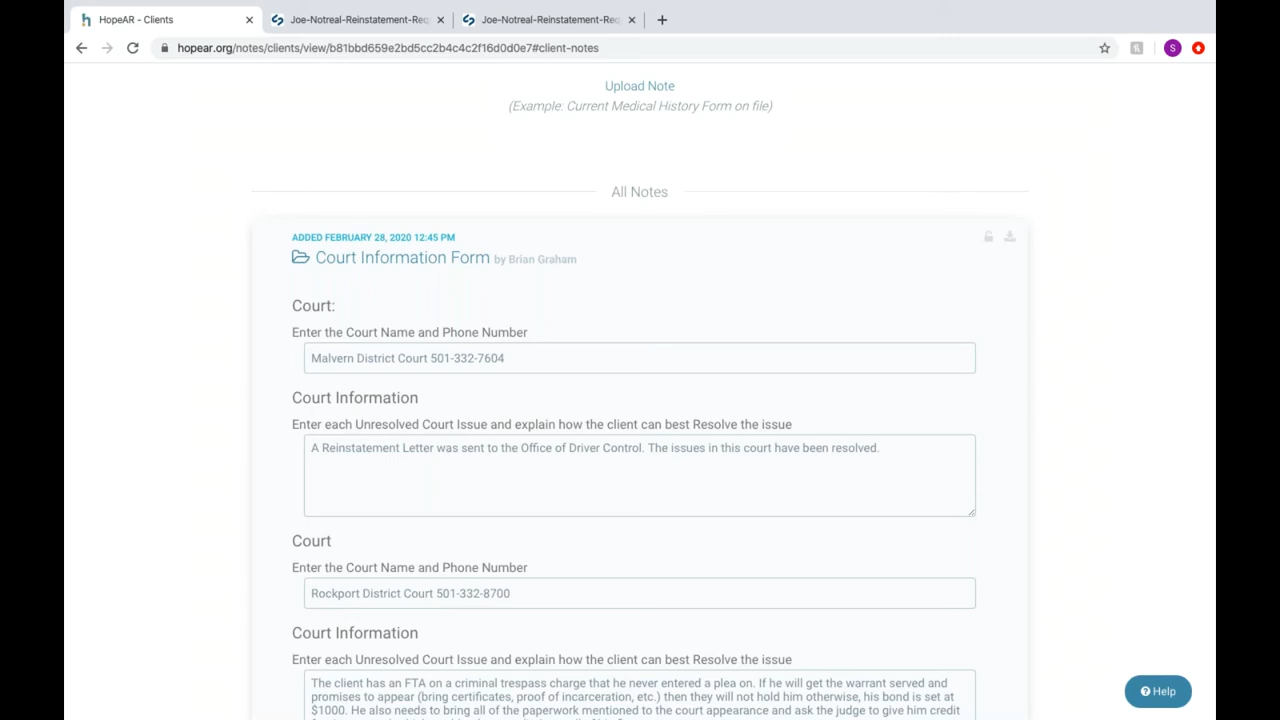 HopeAR - Clients
Joe-Notreal-Reinstatement-Req
Joe-Notreal-Reinstatement-Req
hopear.org/notes/clients/view/b81bbd659e2bd5cc2b4c4c2f16d0d0e7#client-notes
S
Upload Note
(Example: Current Medical History Form on file)
All Notes
ADDED FEBRUARY 28, 2020 12:45 PM
Court Information Form by Brian Graham
Court:
Enter the Court Name and Phone Number
Malvern District Court 501-332-7604
Court Information
Enter each Unresolved Court Issue and explain how the client can best Resolve the issue
A Reinstatement Letter was sent to the Office of Driver Control. The issues in this court have been resolved.
Court
Enter the Court Name and Phone Number
Rockport District Court 501-332-8700
Court Information
Enter each Unresolved Court Issue and explain how the client can best Resolve the issue
The client has an FTA on a criminal trespass charge that he never entered a plea on. If he will get the warrant served and
promises to appear (bring certificates, proof of incarceration, etc.) then they will not hold him otherwise, his bond is set at
$1000. He also needs to bring all of the paperwork mentioned to the court appearance and ask the judge to give him credit
Help